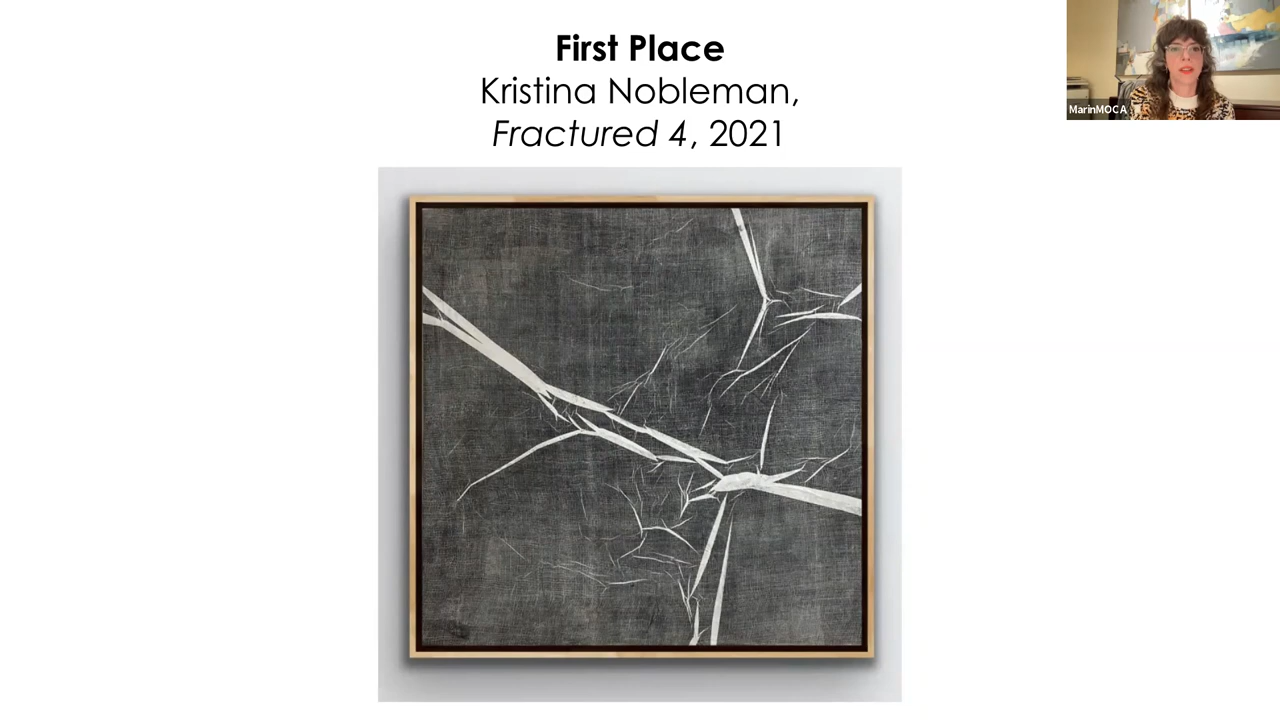 First Place
Kristina Nobleman,
Fractured 4, 2021
MarinMOCA